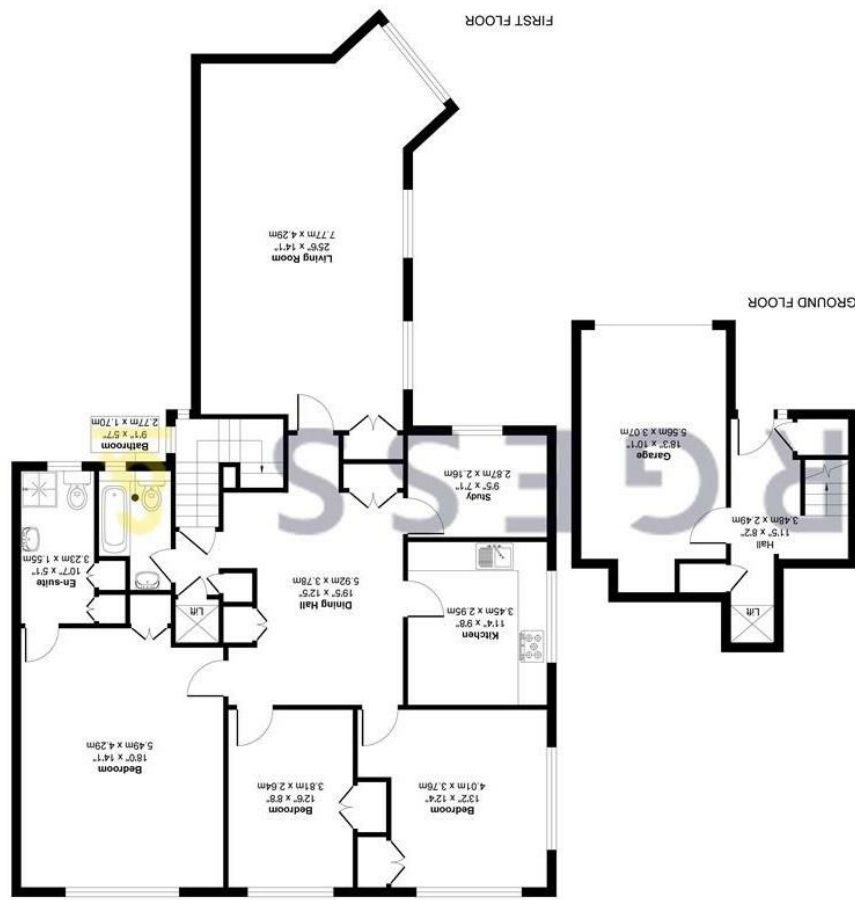 Bedroom
13'2" x 12'4"
4.01m x 3.76m
Bedroom
12'6" x 8'8"
3.81m x 2.64m
Bedroom
18'0" x 14'1"
5.49m x 4.29m
Kitchen
11'4" x 9'8"
3.45m x 2.95m
Dining Hall
19'5" x 12'5"
5.92m x 3.78m
Lift
En-suite
10'7" x 5'1"
3.23m x 1.55m
Lift
Hall
11'5" x 8'2"
3.48m x 2.49m
RGESS
Study
9'5" x 7'1"
2.87m x 2.16m
Garage
18'3" x 10'1"
5.56m x 3.07m
Bathroom
9'1" x 5'7"
2.77m x 1.70m
GROUND FLOOR
Living Room
25'6" x 14'1"
7.77m x 4.29m
FIRST FLOOR